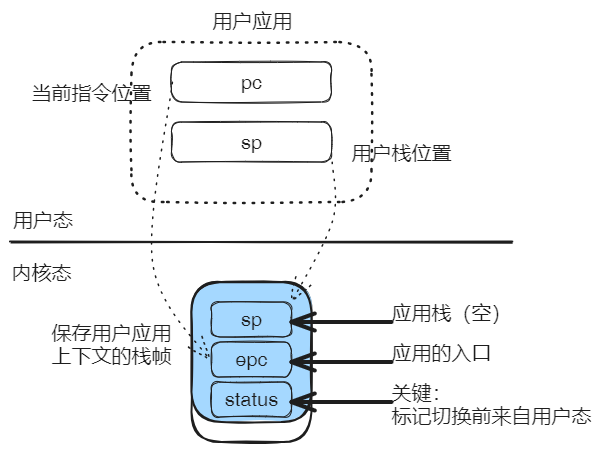 用户应用
当前指令位置
pc
sp
用户栈位置
用户态
内核态
保存用户应用
上下文的栈帧
sp
应用栈（空）
epc
应用的入口
status
关键：
标记切换前来自用户态